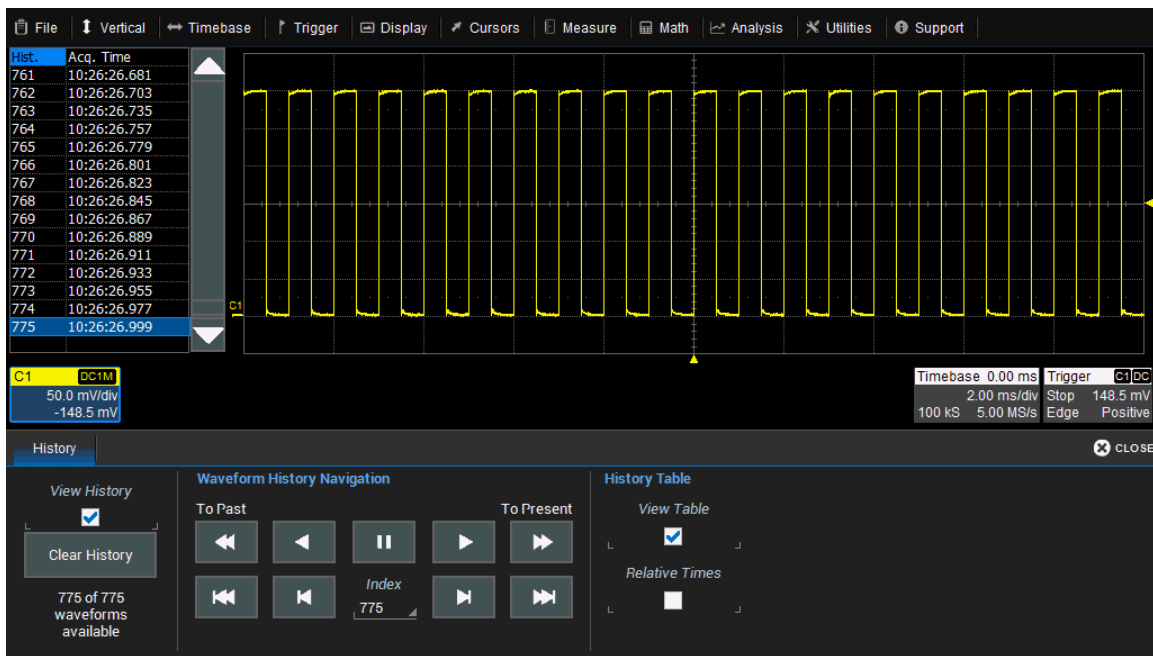 File Vertical Timebase Trigger Display Cursors Measure Math Analysis Utilities Support
Hist. Acq. Time
761 10:26:26.681
762 10:26:26.703
763 10:26:26.735
764 10:26:26.757
765 10:26:26.779
766 10:26:26.801
767 10:26:26.823
768 10:26:26.845
769 10:26:26.867
770 10:26:26.889
771 10:26:26.911
772 10:26:26.933
773 10:26:26.955
774 10:26:26.977
775 10:26:26.999
C1
C1 DC1M
50.0 mV/div
-148.5 mV
Timebase 0.00 ms
2.00 ms/div
100 kS 5.00 MS/s
Trigger C1 DC
Stop 148.5 mV
Edge Positive
History
CLOSE
View History
Clear History
775 of 775
waveforms
available
Waveform History Navigation
To Past To Present
Index
775
History Table
View Table
Relative Times